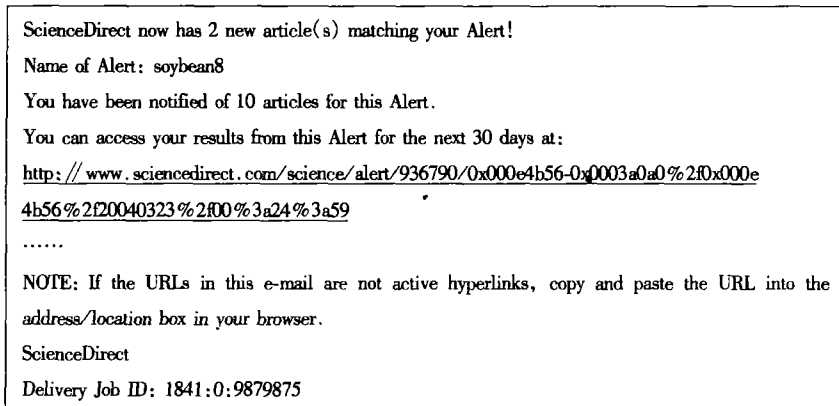 ScienceDirect now has 2 new article(s) matching your Alert!
Name of Alert: soybean8
You have been notified of 10 articles for this Alert.
You can access your results from this Alert for the next 30 days at:
http://www.sciencedirect.com/science/alert/936790/0x000e4b56-0x0003a0a0%2f0x000e
4b56%2f20040323%2f00%3a24%3a59
......
NOTE: If the URLs in this e-mail are not active hyperlinks, copy and paste the URL into the
address/location box in your browser.
ScienceDirect
Delivery Job ID: 1841:0:9879875